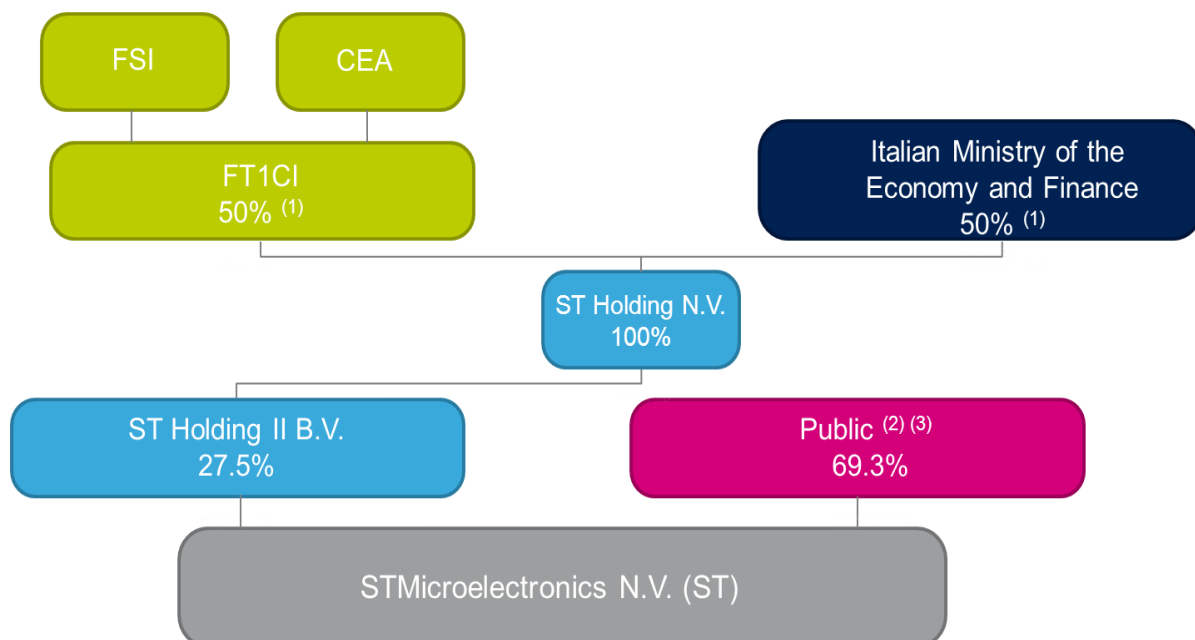 FSI
CEA
FT1CI
50% (1)
Italian Ministry of the
Economy and Finance
50% (1)
ST Holding N.V.
100%
ST Holding II B.V.
27.5%
Public (2) (3)
69.3%
STMicroelectronics N.V. (ST)